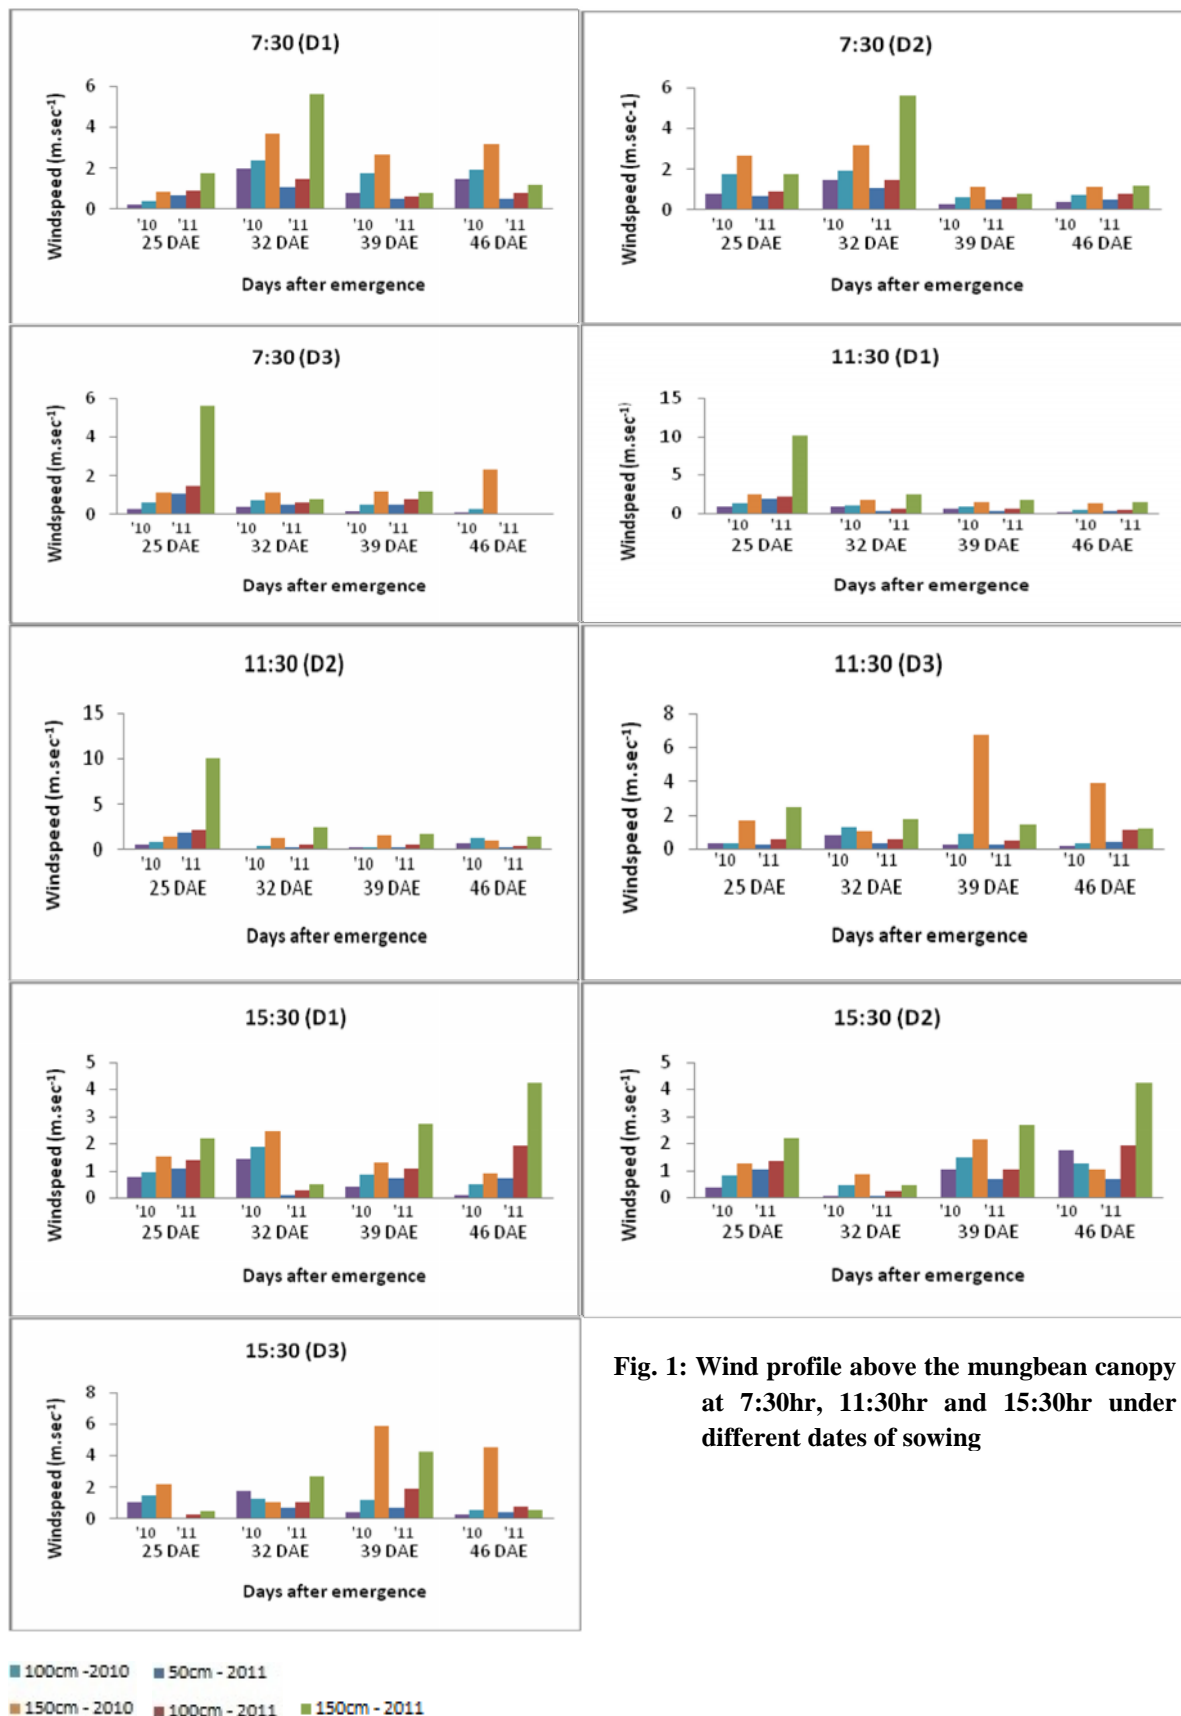 7:30 (D1)
Windspeed (m.sec-1)
6
4
2
0
'10 '11 '10 '11 '10 '11 '10 '11
25 DAE 32 DAE 39 DAE 46 DAE
Days after emergence
7:30 (D2)
Windspeed (m.sec-1)
6
4
2
0
'10 '11 '10 '11 '10 '11 '10 '11
25 DAE 32 DAE 39 DAE 46 DAE
Days after emergence
7:30 (D3)
Windspeed (m.sec-1)
6
4
2
0
'10 '11 '10 '11 '10 '11 '10 '11
25 DAE 32 DAE 39 DAE 46 DAE
Days after emergence
11:30 (D1)
Windspeed (m.sec-1)
15
10
5
0
'10 '11 '10 '11 '10 '11 '10 '11
25 DAE 32 DAE 39 DAE 46 DAE
Days after emergence
11:30 (D2)
Windspeed (m.sec-1)
15
10
5
0
'10 '11 '10 '11 '10 '11 '10 '11
25 DAE 32 DAE 39 DAE 46 DAE
Days after emergence
11:30 (D3)
Windspeed (m.sec-1)
8
6
4
2
0
'10 '11 '10 '11 '10 '11 '10 '11
25 DAE 32 DAE 39 DAE 46 DAE
Days after emergence
15:30 (D1)
Windspeed (m.sec-1)
5
4
3
2
1
0
'10 '11 '10 '11 '10 '11 '10 '11
25 DAE 32 DAE 39 DAE 46 DAE
Days after emergence
15:30 (D2)
Windspeed (m.sec-1)
5
4
3
2
1
0
'10 '11 '10 '11 '10 '11 '10 '11
25 DAE 32 DAE 39 DAE 46 DAE
Days after emergence
15:30 (D3)
Windspeed (m.sec-1)
8
6
4
2
0
'10 '11 '10 '11 '10 '11 '10 '11
25 DAE 32 DAE 39 DAE 46 DAE
Days after emergence
Fig. 1: Wind profile above the mungbean canopy
at 7:30hr, 11:30hr and 15:30hr under
different dates of sowing
100cm -2010 50cm - 2011
150cm - 2010 100cm - 2011 150cm - 2011